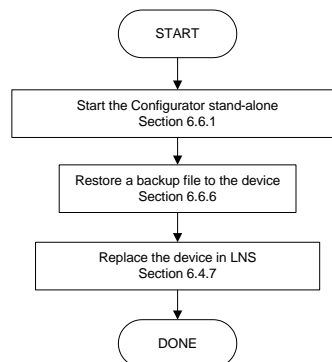 START
Start the Configurator stand-alone
Section 6.6.1
Restore a backup file to the device
Section 6.6.6
Replace the device in LNS
Section 6.4.7
DONE